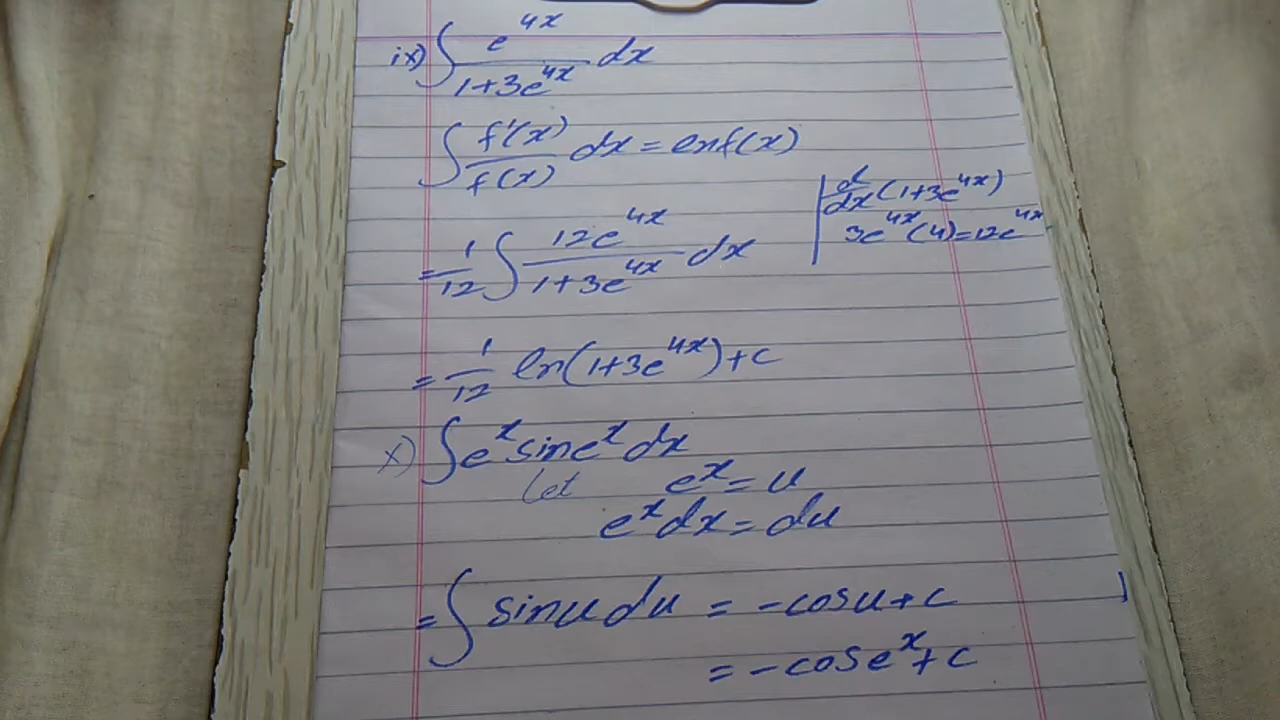 ix) ∫ e^4x / 1+3e^4x dx
∫ f'(x) / f(x) dx = ln f(x)
d/dx (1+3e^4x)
3e^4x (4) = 12e^4x
= 1/12 ∫ 12e^4x / 1+3e^4x dx
= 1/12 ln(1+3e^4x) + c
x) ∫ e^x sin e^x dx
Let e^x = u
e^x dx = du
= ∫ sin u du = -cos u + c
= -cos e^x + c